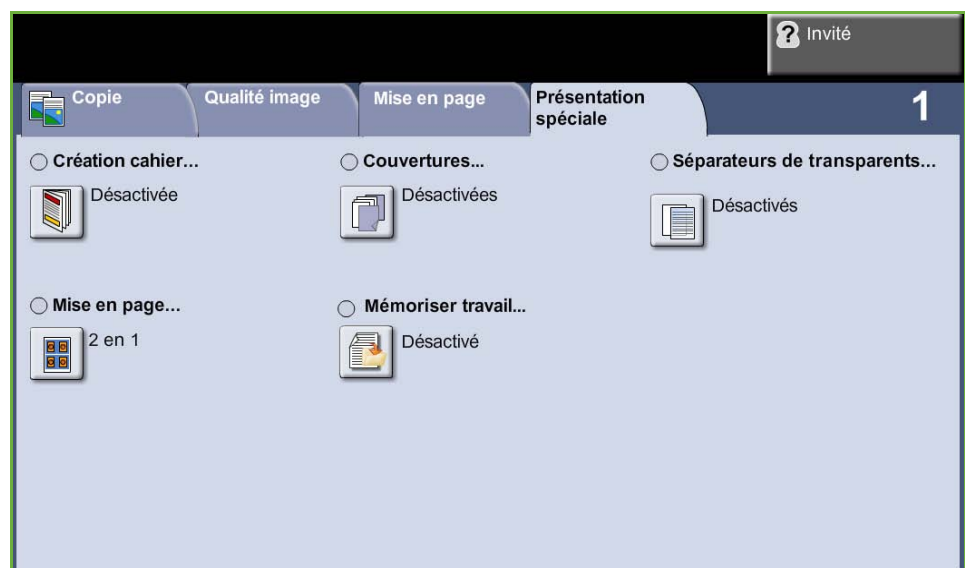 ? Invité
Copie
Qualité image
Mise en page
Présentation
spéciale
1
Création cahier...
Désactivée
Couvertures...
Désactivées
Séparateurs de transparents...
Désactivés
Mise en page...
2 en 1
Mémoriser travail...
Désactivé